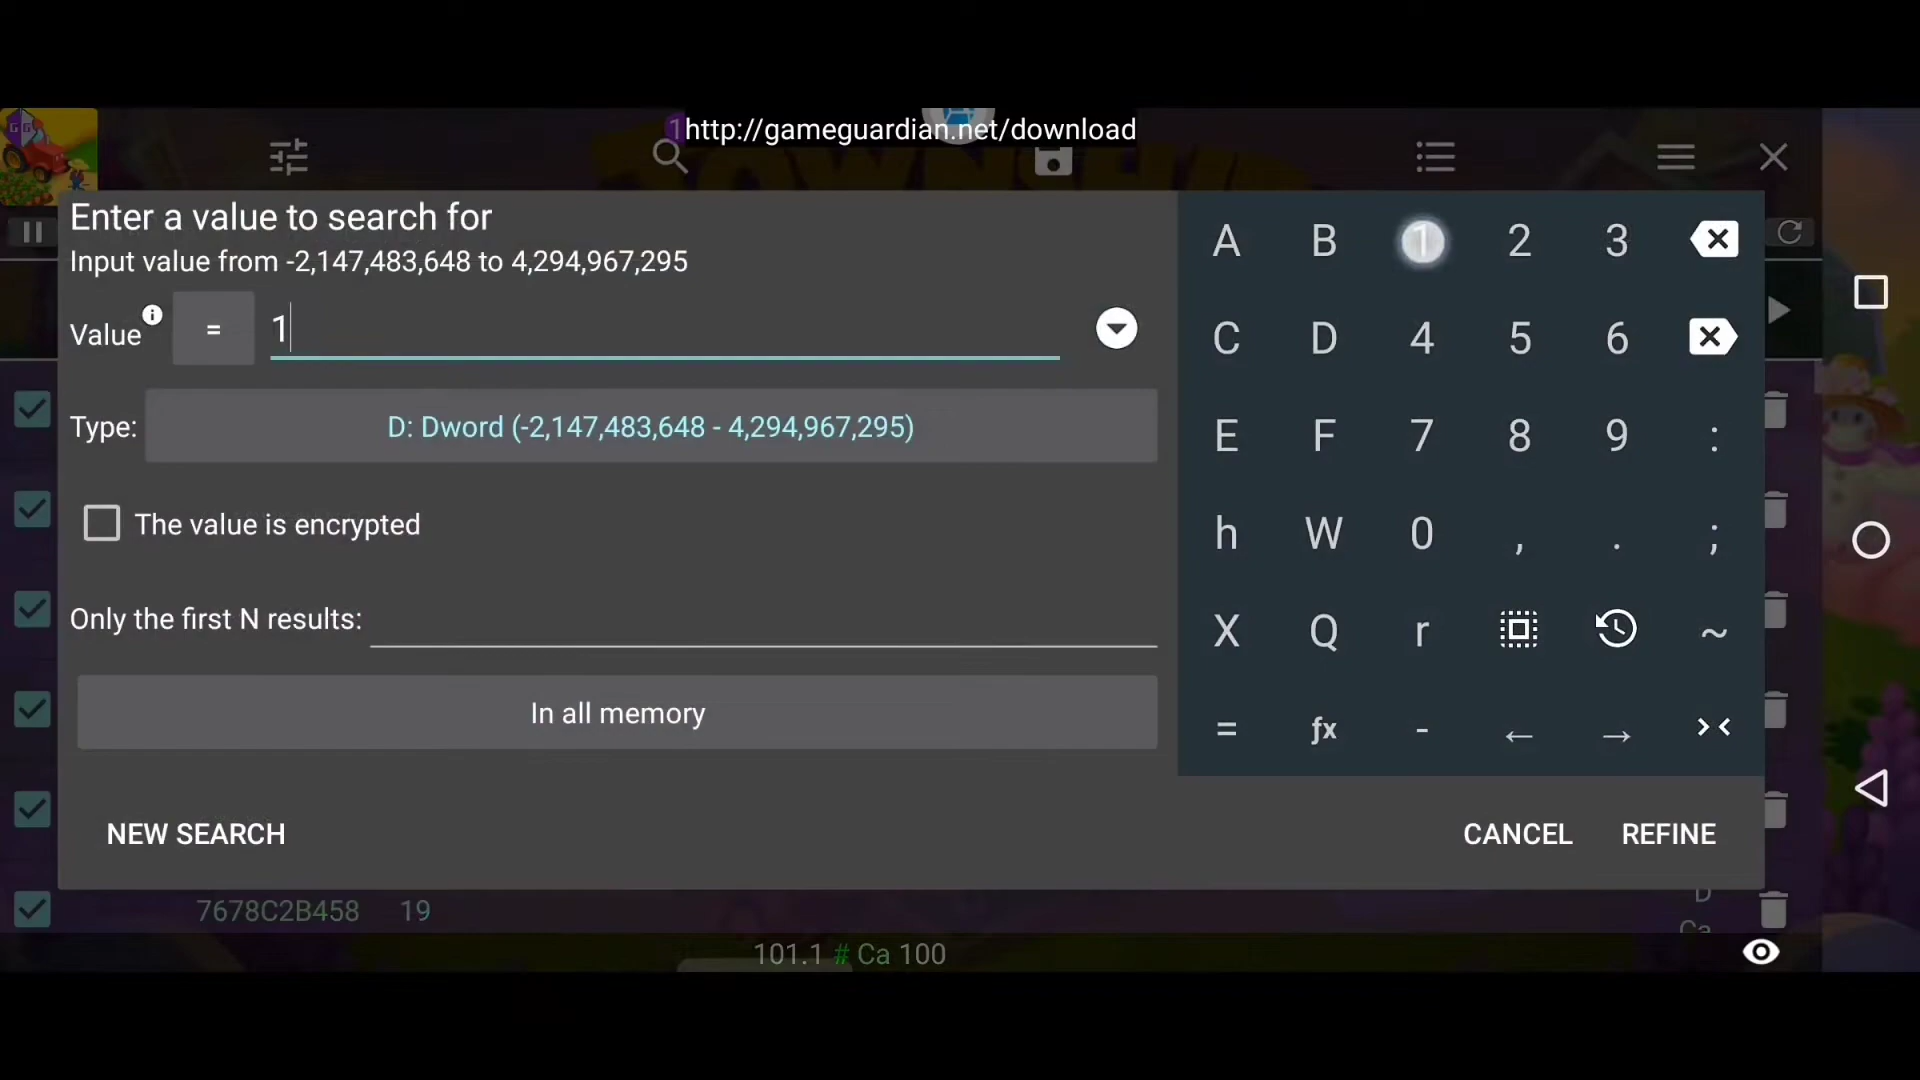 1http://gameguardian.net/download
Enter a value to search for
Input value from -2,147,483,648 to 4,294,967,295
Value = 1
Type: D: Dword (-2,147,483,648 - 4,294,967,295)
The value is encrypted
Only the first N results:
In all memory
NEW SEARCH CANCEL REFINE
A B 1 2 3
C D 4 5 6
E F 7 8 9 :
h W 0 , . ;
X Q r ~
= ƒx - ← → > <
7678C2B458 19 D
Ca
101.1 # Ca 100